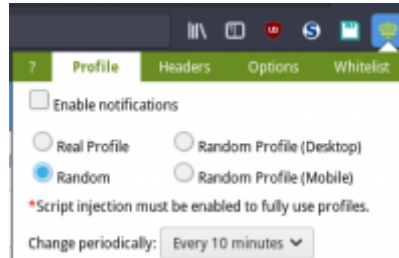 ? Profile Headers Options Whitelist
Enable notifications
Real Profile Random Profile (Desktop)
Random Random Profile (Mobile)
*Script injection must be enabled to fully use profiles.
Change periodically: Every 10 minutes